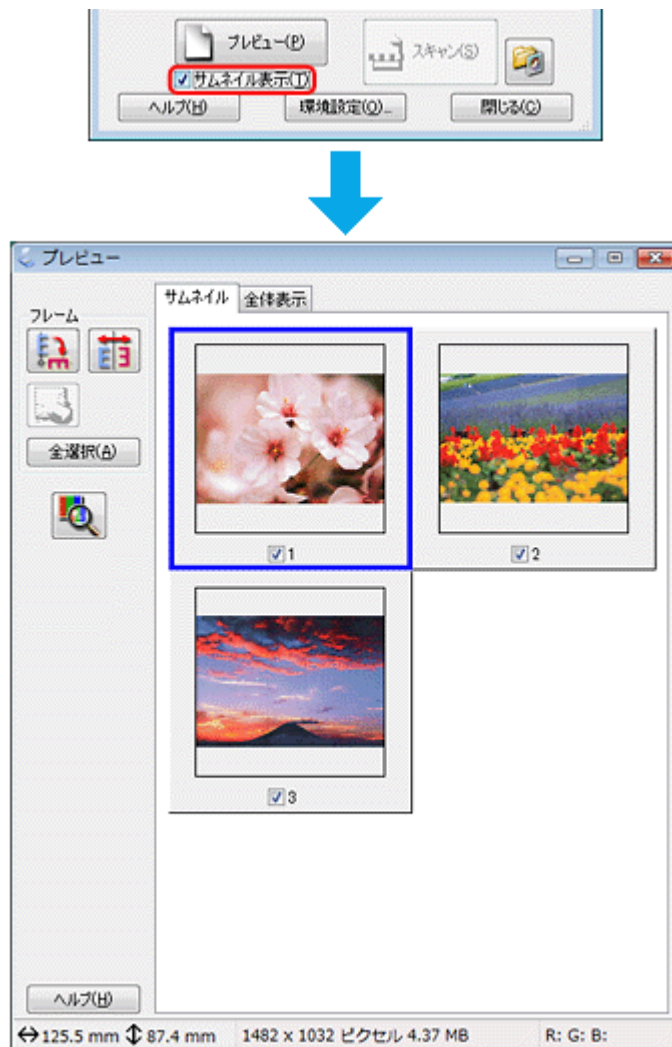 プレビュー(P)
スキャン(S)
サムネイル表示(T)
ヘルプ(H)
環境設定(O)...
閉じる(C)
プレビュー
サムネイル
全体表示
フレーム
全選択(A)
1
2
3
ヘルプ(H)
125.5 mm 87.4 mm 1482 x 1032 ピクセル 4.37 MB R: G: B: